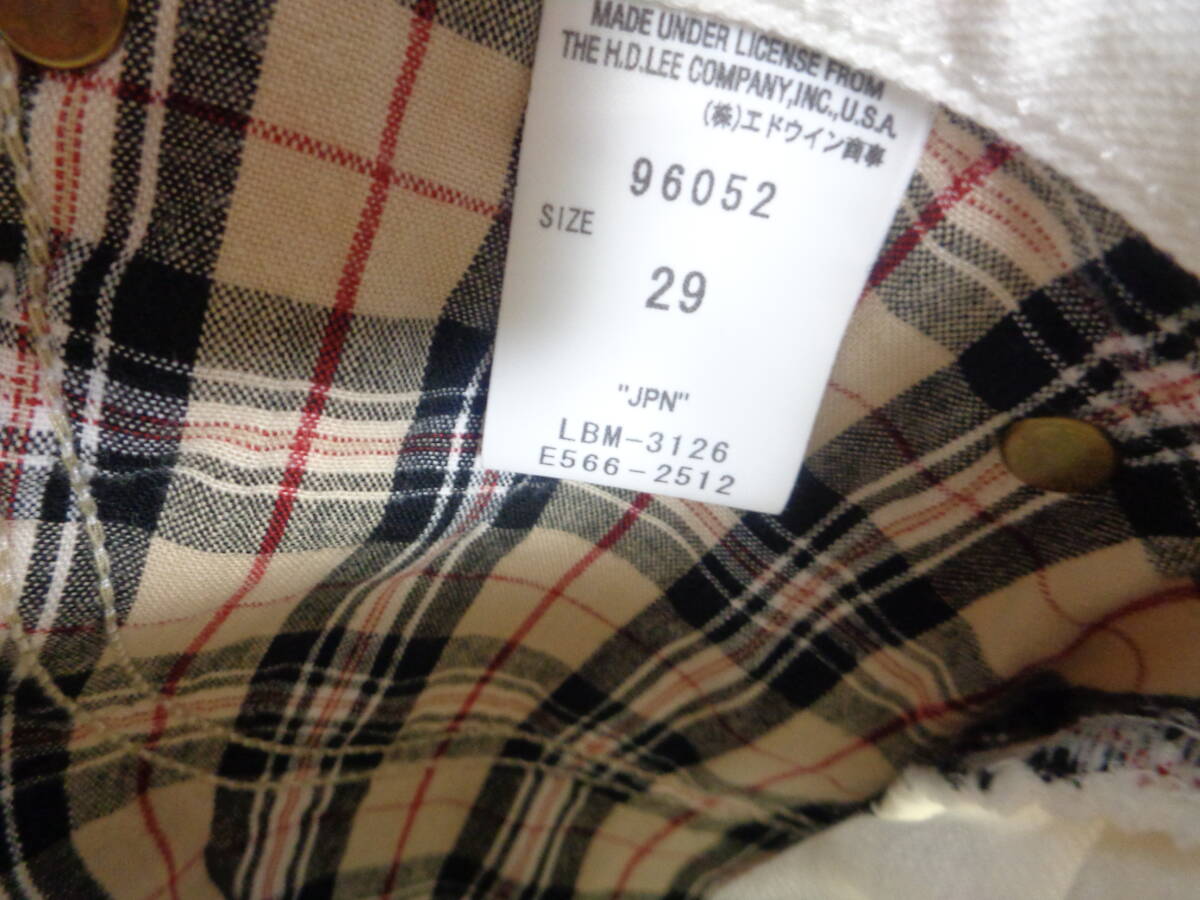 MADE UNDER LICENSE FROM
THE H.D.LEE COMPANY,INC.,U.S.A.
(株)エドウイン商事
96052
SIZE
29
"JPN"
LBM-3126
E566-2512